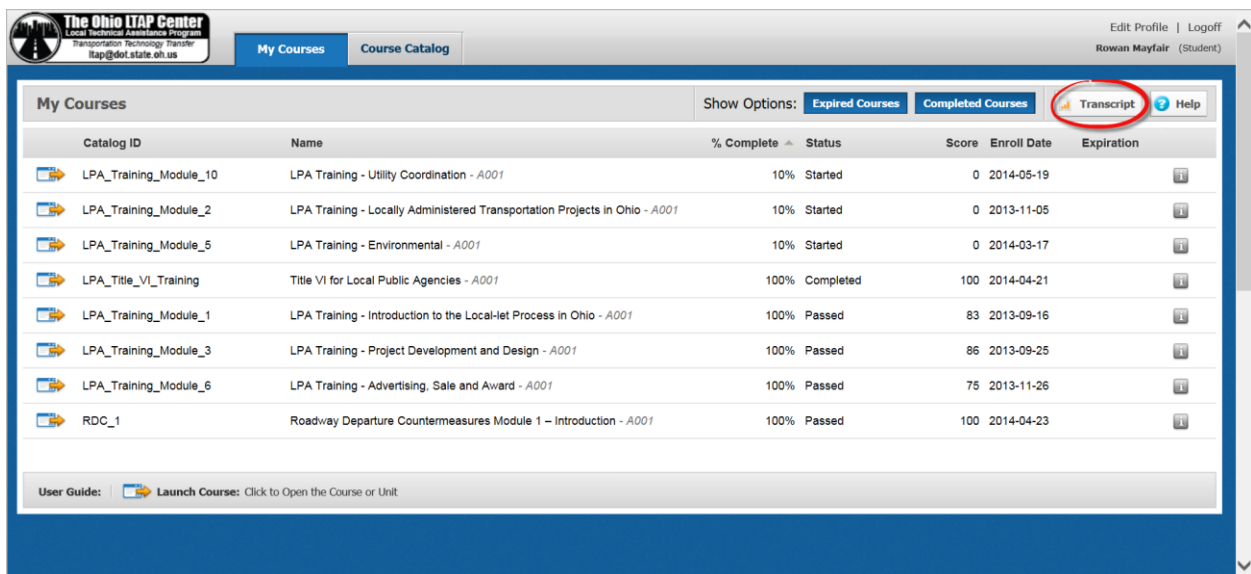 The Ohio LTAP Center
Local Technical Assistance Program
Transportation Technology Transfer
ltap@dot.state.oh.us
My Courses Course Catalog
Edit Profile | Logoff
Rowan Mayfair (Student)
My Courses Show Options: Expired Courses Completed Courses Transcript ? Help
Catalog ID Name % Complete Status Score Enroll Date Expiration
LPA_Training_Module_10 LPA Training - Utility Coordination - A001 10% Started 0 2014-05-19
LPA_Training_Module_2 LPA Training - Locally Administered Transportation Projects in Ohio - A001 10% Started 0 2013-11-05
LPA_Training_Module_5 LPA Training - Environmental - A001 10% Started 0 2014-03-17
LPA_Title_VI_Training Title VI for Local Public Agencies - A001 100% Completed 100 2014-04-21
LPA_Training_Module_1 LPA Training - Introduction to the Local-let Process in Ohio - A001 100% Passed 83 2013-09-16
LPA_Training_Module_3 LPA Training - Project Development and Design - A001 100% Passed 86 2013-09-25
LPA_Training_Module_6 LPA Training - Advertising, Sale and Award - A001 100% Passed 75 2013-11-26
RDC_1 Roadway Departure Countermeasures Module 1 – Introduction - A001 100% Passed 100 2014-04-23
User Guide: Launch Course: Click to Open the Course or Unit